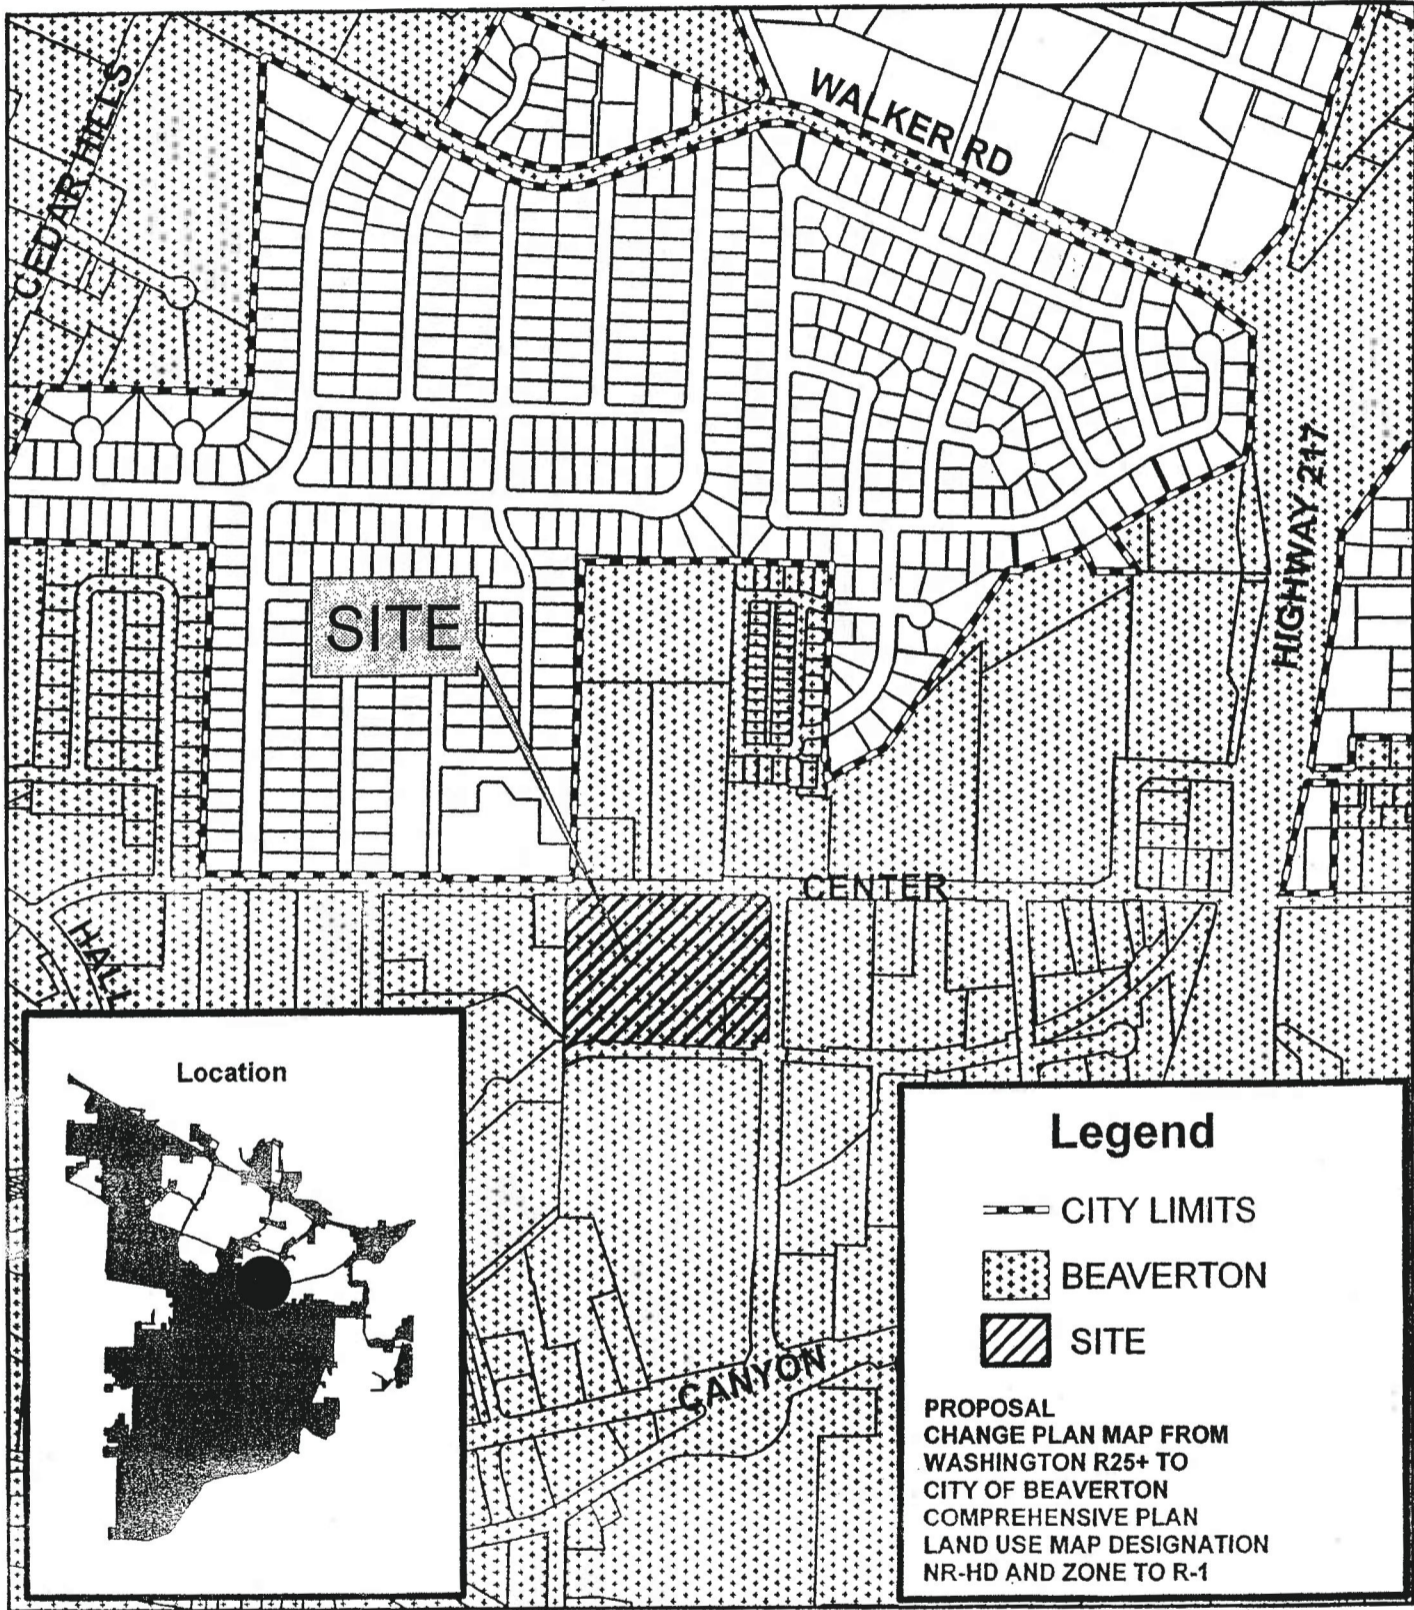 WALKER RD
CEDAR HILLS
HIGHWAY 217
SITE
CENTER
HALL
Location
CANYON
Legend
CITY LIMITS
BEAVERTON
SITE
PROPOSAL
CHANGE PLAN MAP FROM
WASHINGTON R25+ TO
CITY OF BEAVERTON
COMPREHENSIVE PLAN
LAND USE MAP DESIGNATION
NR-HD AND ZONE TO R-1